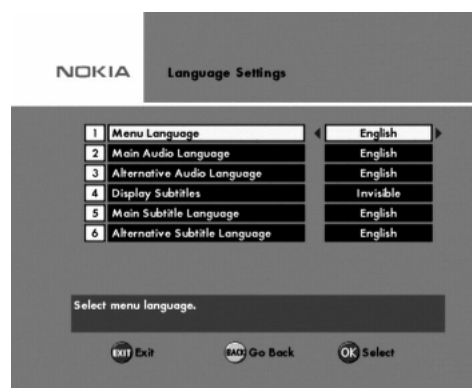 NOKIA Language Settings
1 Menu Language English
2 Main Audio Language English
3 Alternative Audio Language English
4 Display Subtitles Invisible
5 Main Subtitle Language English
6 Alternative Subtitle Language English
Select menu language.
EXIT Exit BACK Go Back OK Select